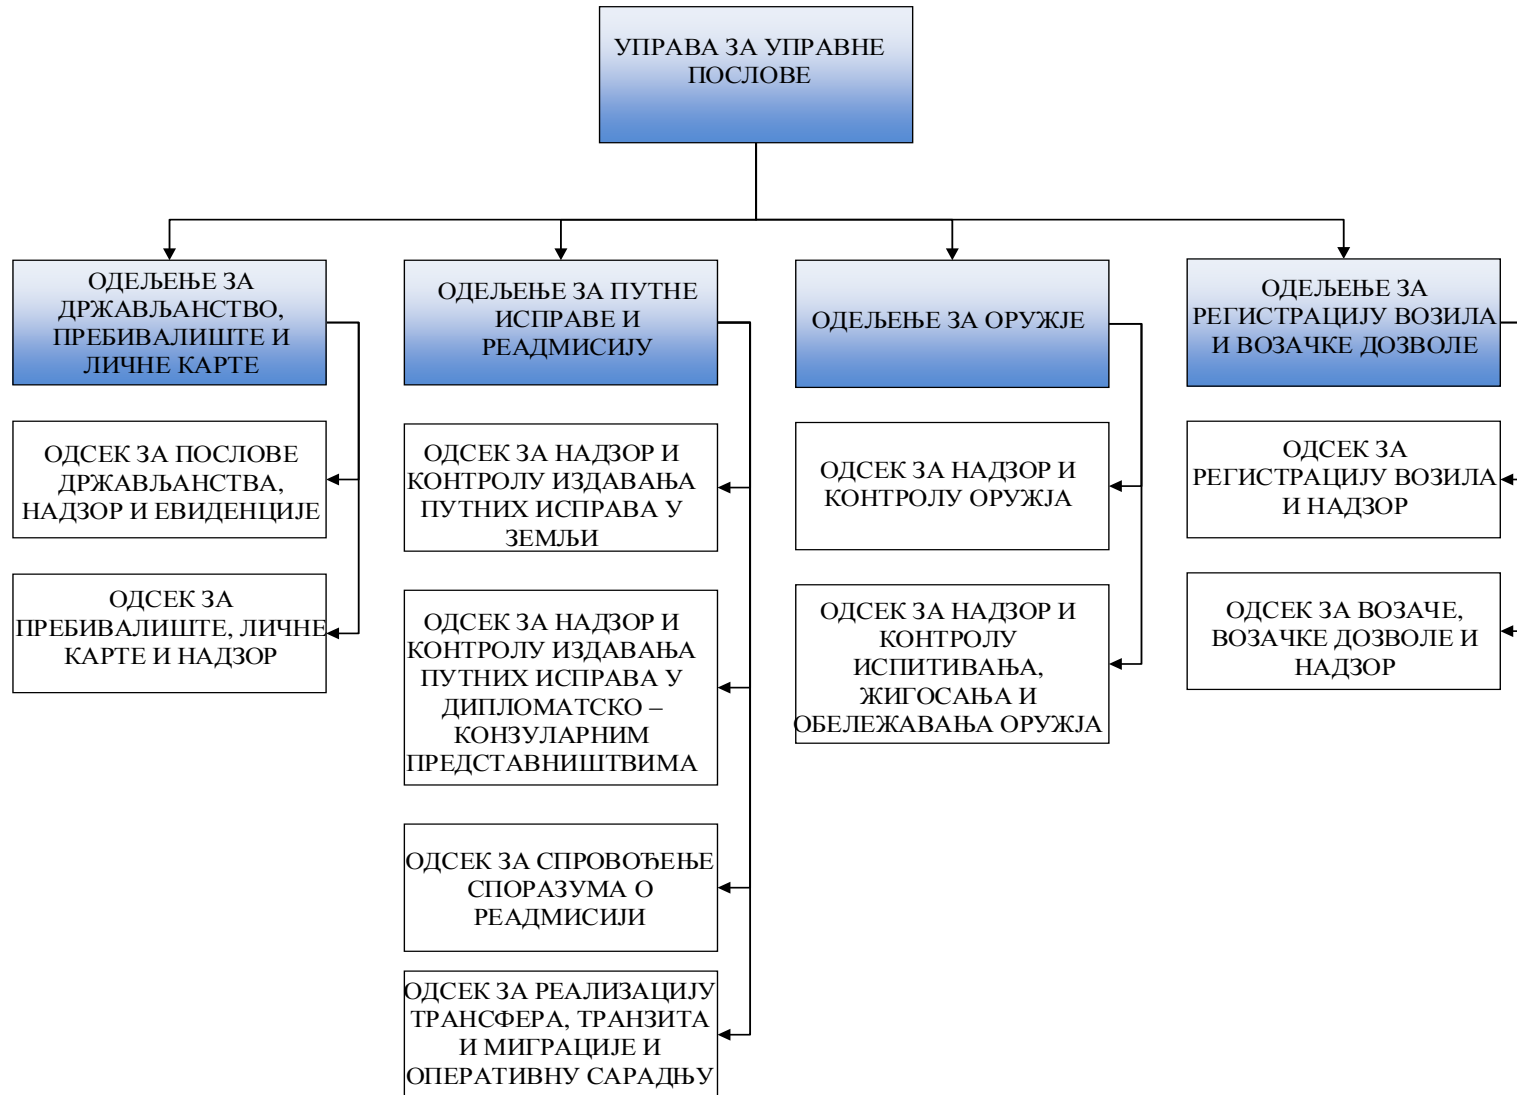 УПРАВА ЗА УПРАВНЕ
ПОСЛОВЕ
ОДЕЉЕЊЕ ЗА
ДРЖАВЉАНСТВО,
ПРЕБИВАЛИШТЕ И
ЛИЧНЕ КАРТЕ
ОДСЕК ЗА ПОСЛОВЕ
ДРЖАВЉАНСТВА,
НАДЗОР И ЕВИДЕНЦИЈЕ
ОДСЕК ЗА
ПРЕБИВАЛИШТЕ, ЛИЧНЕ
КАРТЕ И НАДЗОР
ОДЕЉЕЊЕ ЗА ПУТНЕ
ИСПРАВЕ И
РЕАДМИСИЈУ
ОДСЕК ЗА НАДЗОР И
КОНТРОЛУ ИЗДАВАЊА
ПУТНИХ ИСПРАВА У
ЗЕМЉИ
ОДСЕК ЗА НАДЗОР И
КОНТРОЛУ ИЗДАВАЊА
ПУТНИХ ИСПРАВА У
ДИПЛОМАТСКО –
КОНЗУЛАРНИМ
ПРЕДСТАВНИШТВИМА
ОДСЕК ЗА СПРОВОЂЕЊЕ
СПОРАЗУМА О
РЕАДМИСИЈИ
ОДСЕК ЗА РЕАЛИЗАЦИЈУ
ТРАНСФЕРА, ТРАНЗИТА
И МИГРАЦИЈЕ И
ОПЕРАТИВНУ САРАДЊУ
ОДЕЉЕЊЕ ЗА ОРУЖЈЕ
ОДСЕК ЗА НАДЗОР И
КОНТРОЛУ ОРУЖЈА
ОДСЕК ЗА НАДЗОР И
КОНТРОЛУ
ИСПИТИВАЊА,
ЖИГОСАЊА И
ОБЕЛЕЖАВАЊА ОРУЖЈА
ОДЕЉЕЊЕ ЗА
РЕГИСТРАЦИЈУ ВОЗИЛА
И ВОЗАЧКЕ ДОЗВОЛЕ
ОДСЕК ЗА
РЕГИСТРАЦИЈУ ВОЗИЛА
И НАДЗОР
ОДСЕК ЗА ВОЗАЧЕ,
ВОЗАЧКЕ ДОЗВОЛЕ И
НАДЗОР